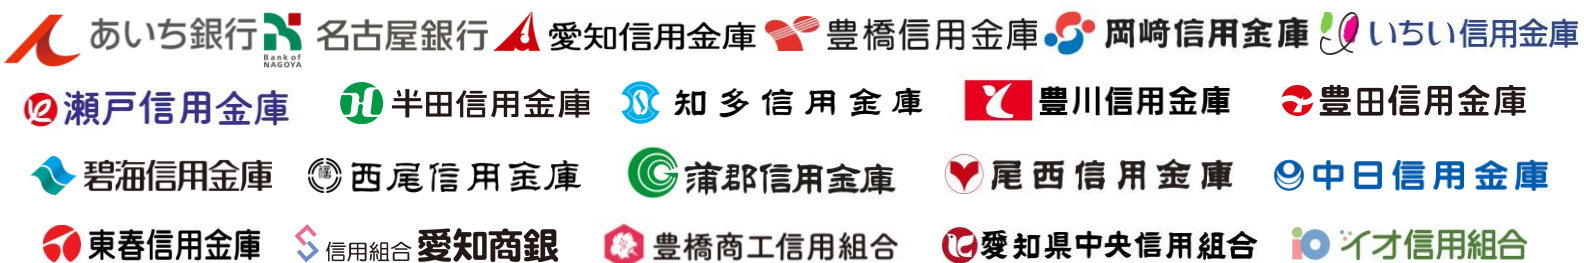 あいち銀行 Bank of NAGOYA 名古屋銀行 愛知信用金庫 豊橋信用金庫 岡崎信用金庫 いちい信用金庫
瀬戸信用金庫 半田信用金庫 知多信用金庫 豊川信用金庫 豊田信用金庫
碧海信用金庫 西尾信用金庫 蒲郡信用金庫 尾西信用金庫 中日信用金庫
東春信用金庫 信用組合愛知商銀 豊橋商工信用組合 愛知県中央信用組合 iO イオ信用組合